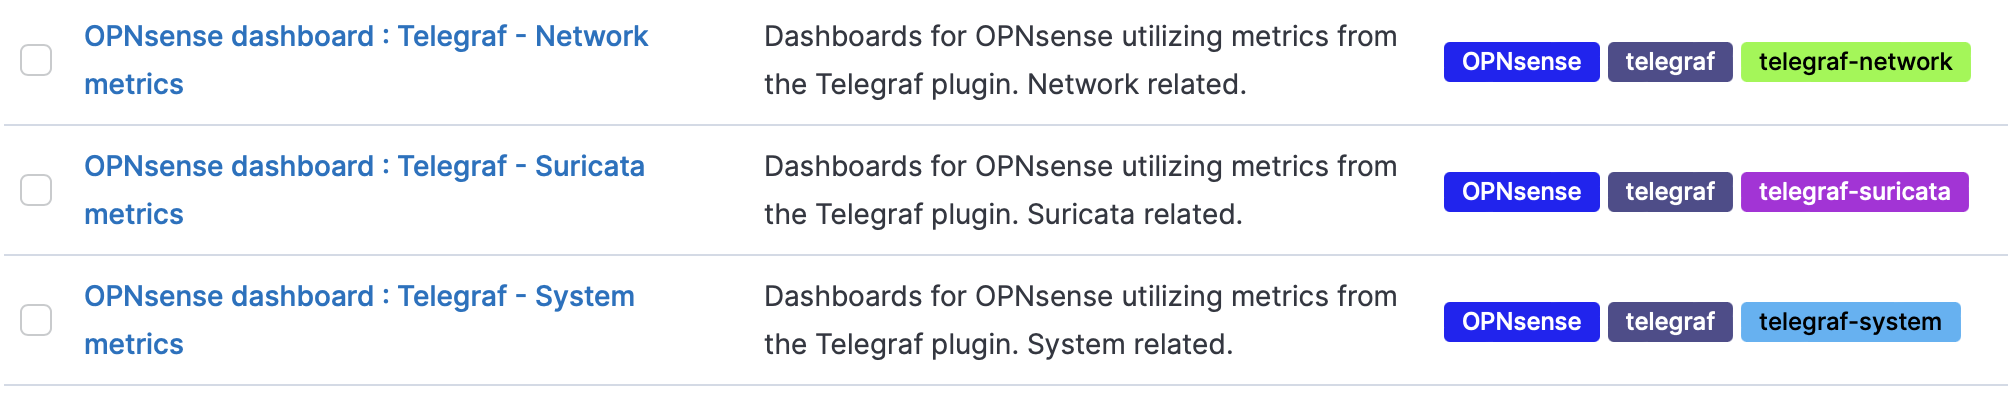 OPNsense dashboard : Telegraf - Network
metrics
Dashboards for OPNsense utilizing metrics from
the Telegraf plugin. Network related.
OPNsense telegraf telegraf-network
OPNsense dashboard : Telegraf - Suricata
metrics
Dashboards for OPNsense utilizing metrics from
the Telegraf plugin. Suricata related.
OPNsense telegraf telegraf-suricata
OPNsense dashboard : Telegraf - System
metrics
Dashboards for OPNsense utilizing metrics from
the Telegraf plugin. System related.
OPNsense telegraf telegraf-system